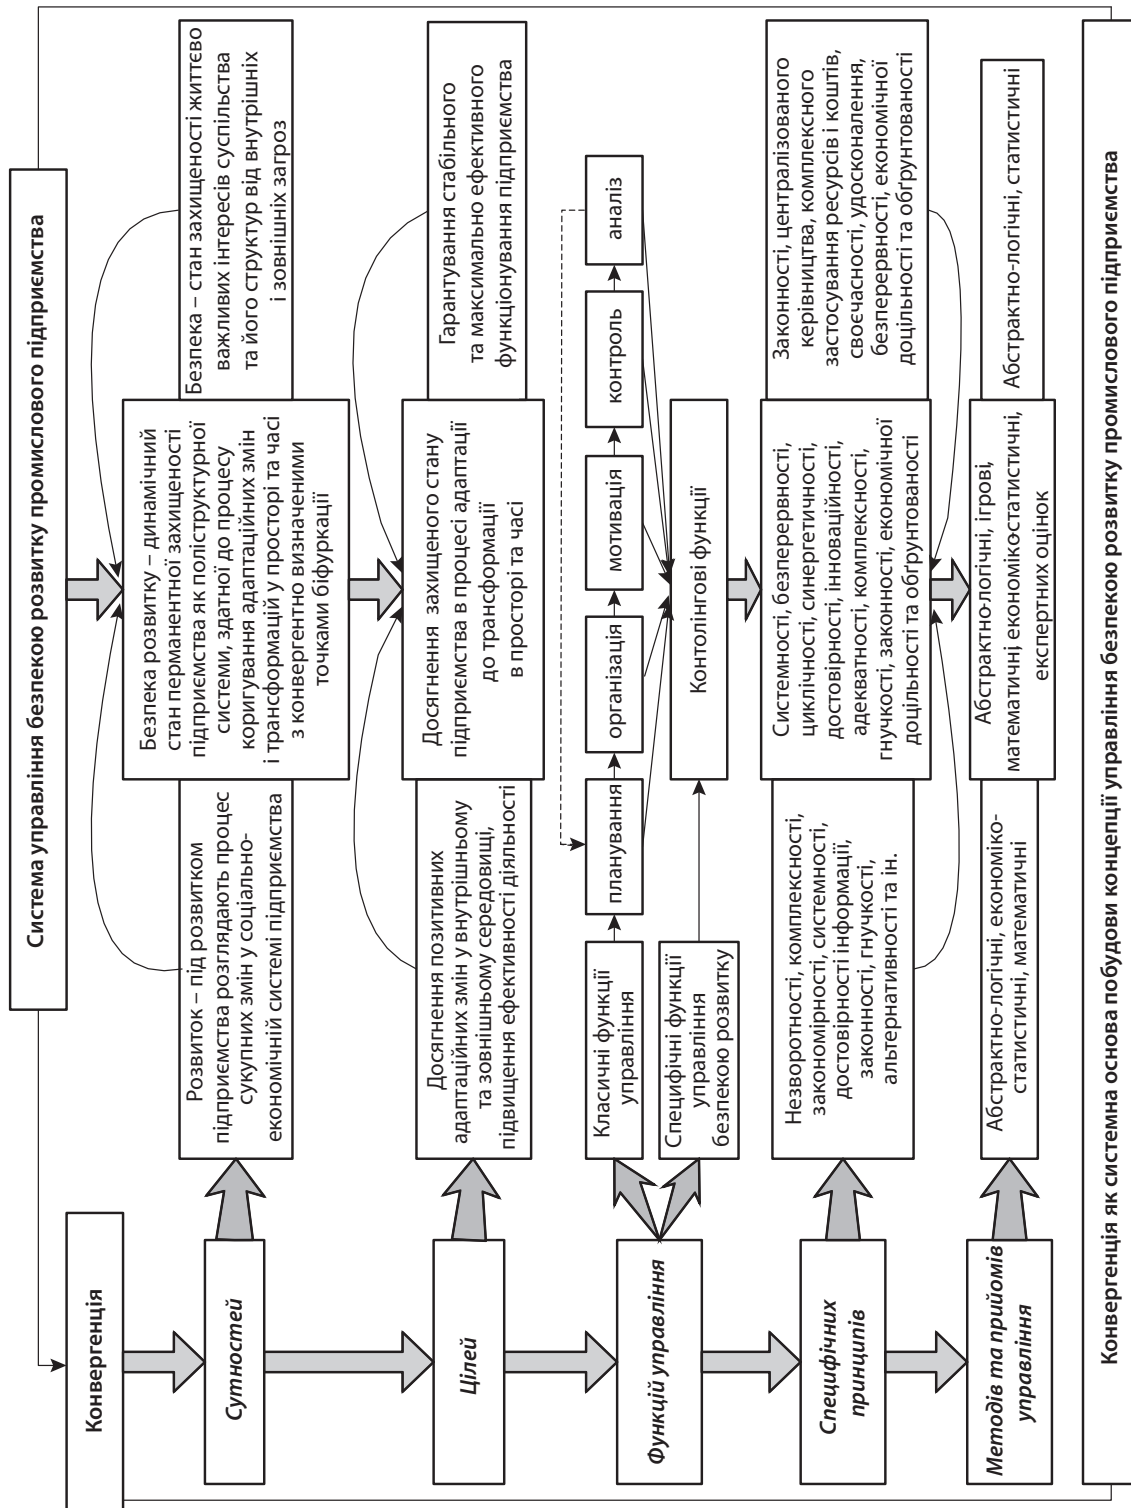 Система управління безпекою розвитку промислового підприємства
Конвергенція
Сутностей
Розвиток – під розвитком
підприємства розглядають процес
сукупних змін у соціально-
економічній системі підприємства
Безпека розвитку – динамічний
стан перманентної захищеності
підприємства як поліструктурної
системи, здатної до процесу
коригування адаптаційних змін
і трансформацій у просторі та часі
з конвергентно визначеними
точками біфуркації
Безпека – стан захищеності життєво
важливих інтересів суспільства
та його структур від внутрішніх
і зовнішніх загроз
Цілей
Досягнення позитивних
адаптаційних змін у внутрішньому
та зовнішньому середовищі,
підвищення ефективності діяльності
Досягнення захищеного стану
підприємства в процесі адаптації
до трансформації
в просторі та часі
Гарантування стабільного
та максимально ефективного
функціонування підприємства
Функцій управління
Класичні функції
управління
планування
організація
мотивація
контроль
аналіз
Специфічні функції
управління
безпекою розвитку
Контолінгові функції
Специфічних
принципів
Незворотності, комплексності,
закономірності, системності,
достовірності інформації,
законності, гнучкості,
альтернативності та ін.
Системності, безперервності,
циклічності, синергетичності,
достовірності, інноваційності,
адекватності, комплексності,
гнучкості, законності, економічної
доцільності та обґрунтованості
Законності, централізованого
керівництва, комплексного
застосування ресурсів і коштів,
своєчасності, удосконалення,
безперервності, економічної
доцільності та обґрунтованості
Методів та прийомів
управління
Абстрактно-логічні, економіко-
статистичні, математичні
Абстрактно-логічні, ігрові,
математичні, економіко-статистичні,
експертних оцінок
Абстрактно-логічні, статистичні
Конвергенція як системна основа побудови концепції управління безпекою розвитку промислового підприємства